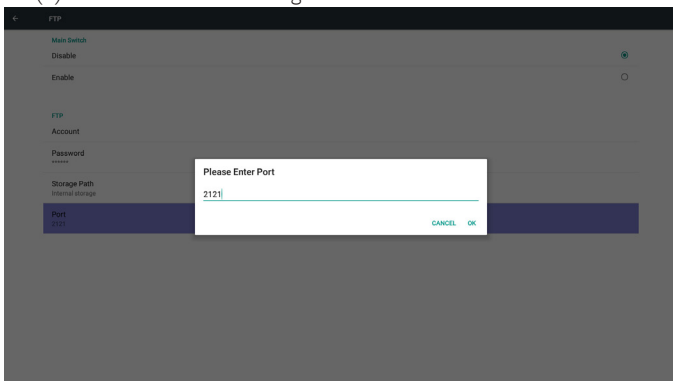 FTP
Main Switch
Disable
Enable
FTP
Account
Password
******
Storage Path
Internal storage
Port
2121
Please Enter Port
2121
CANCEL OK